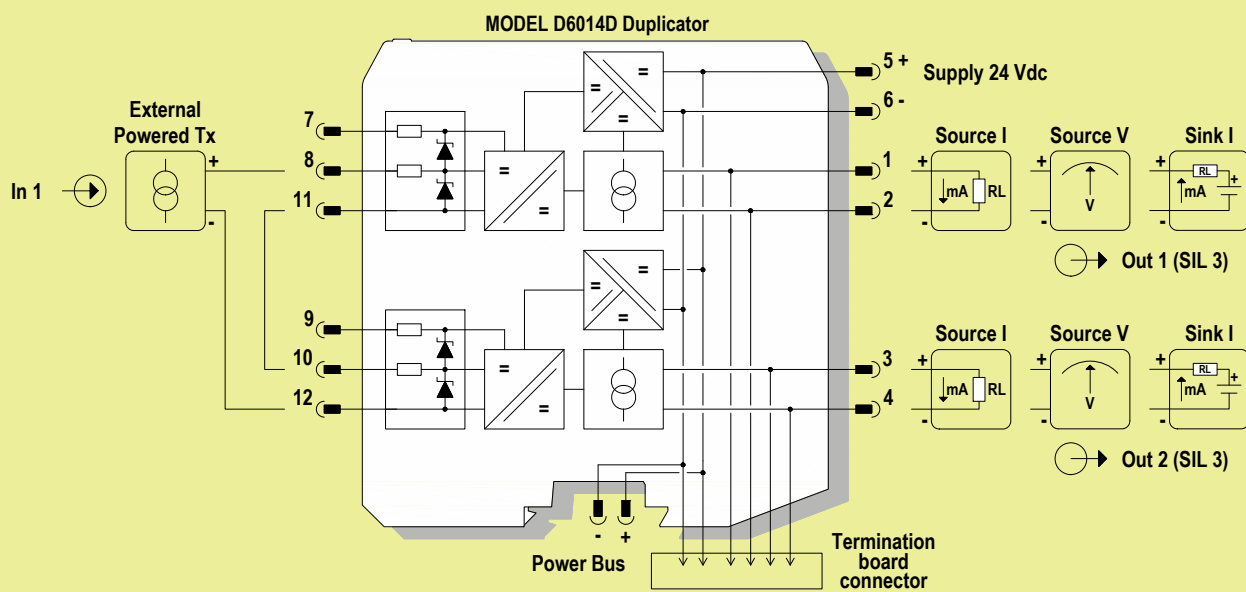 MODEL D6014D Duplicator
5 +
Supply 24 Vdc
6 -
External
Powered Tx
In 1
+
-
7
8
11
=
=
=
=
=
1
2
Source I
Source V
Sink I
+
mA
RL
-
+
V
-
+
RL
+
mA
-
Out 1 (SIL 3)
9
10
12
=
=
=
=
=
3
4
Source I
Source V
Sink I
+
mA
RL
-
+
V
-
+
RL
+
mA
-
Out 2 (SIL 3)
- +
Power Bus
Termination
board
connector